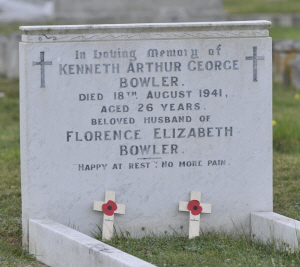 In Loving Memory of
KENNETH ARTHUR GEORGE
BOWLER.
DIED 18TH AUGUST 1941.
AGED 26 YEARS.
BELOVED HUSBAND OF
FLORENCE ELIZABETH
BOWLER.
"HAPPY AT REST: NO MORE PAIN."